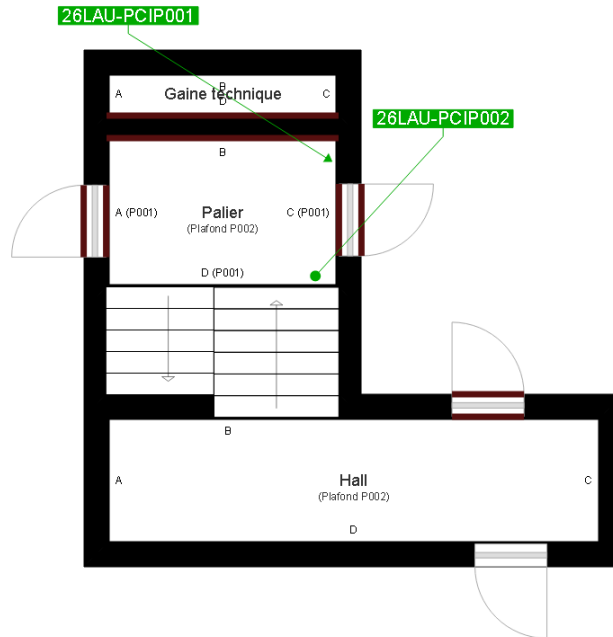 26LAU-PCIP001
B
A Gaine technique C
D
26LAU-PCIP002
B
A (P001) Palier C (P001)
(Plafond P002)
D (P001)
B
A Hall C
(Plafond P002)
D